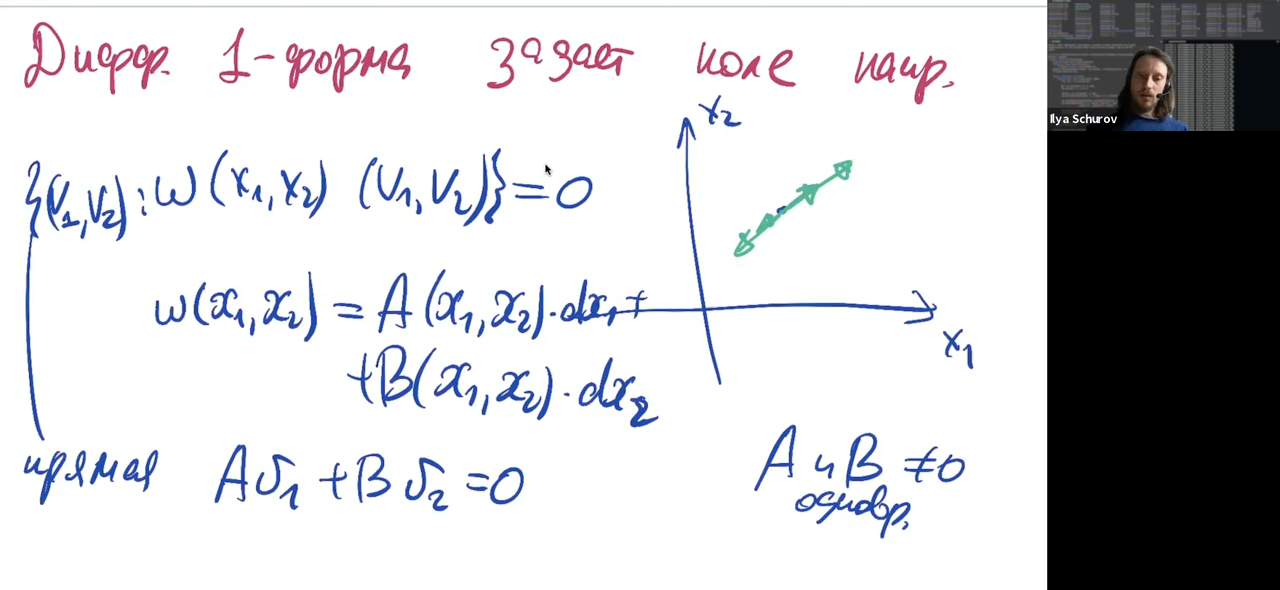 Дифф. 1-форма задает поле напр.
{(V₁,V₂): ω(x₁,x₂) (V₁,V₂)}=0
ω(x₁,x₂) = A(x₁,x₂)·dx₁+
+B(x₁,x₂)·dx₂
прямая Av₁+Bv₂=0
x₂
x₁
A и B ≠0
одновр.
Ilya Schurov